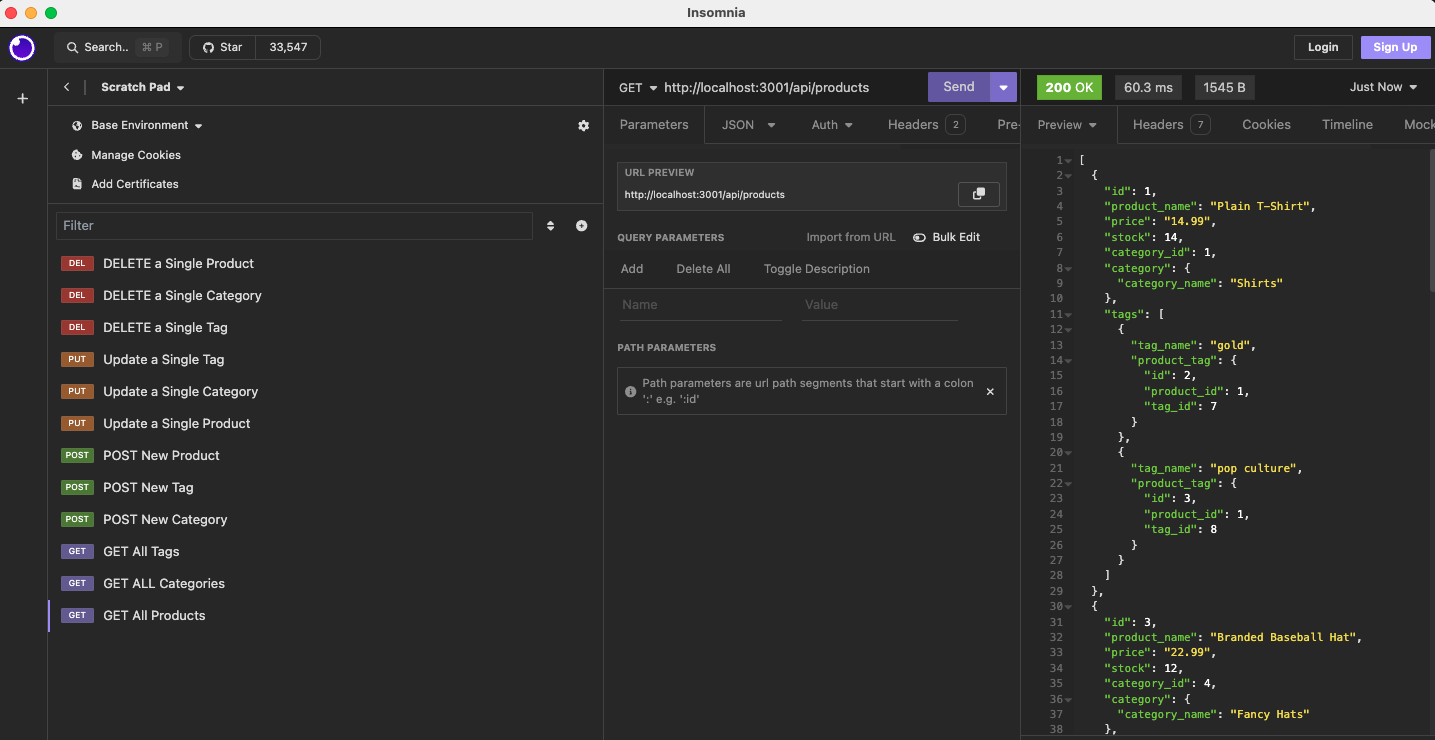 Insomnia
Search.. ⌘ P
Star 33,547
Login
Sign Up
Scratch Pad
Base Environment
Manage Cookies
Add Certificates
Filter
DEL DELETE a Single Product
DEL DELETE a Single Category
DEL DELETE a Single Tag
PUT Update a Single Tag
PUT Update a Single Category
PUT Update a Single Product
POST POST New Product
POST POST New Tag
POST POST New Category
GET GET All Tags
GET GET ALL Categories
GET GET All Products
GET http://localhost:3001/api/products Send
Parameters JSON Auth Headers 2 Pre-
URL PREVIEW
http://localhost:3001/api/products
QUERY PARAMETERS Import from URL Bulk Edit
Add Delete All Toggle Description
Name Value
PATH PARAMETERS
Path parameters are url path segments that start with a colon
':' e.g. ':id'
200 OK 60.3 ms 1545 B Just Now
Preview Headers 7 Cookies Timeline Mock
1 [
2 {
3 "id": 1,
4 "product_name": "Plain T-Shirt",
5 "price": "14.99",
6 "stock": 14,
7 "category_id": 1,
8 "category": {
9 "category_name": "Shirts"
10 },
11 "tags": [
12 {
13 "tag_name": "gold",
14 "product_tag": {
15 "id": 2,
16 "product_id": 1,
17 "tag_id": 7
18 }
19 },
20 {
21 "tag_name": "pop culture",
22 "product_tag": {
23 "id": 3,
24 "product_id": 1,
25 "tag_id": 8
26 }
27 }
28 ]
29 },
30 {
31 "id": 3,
32 "product_name": "Branded Baseball Hat",
33 "price": "22.99",
34 "stock": 12,
35 "category_id": 4,
36 "category": {
37 "category_name": "Fancy Hats"
38 },